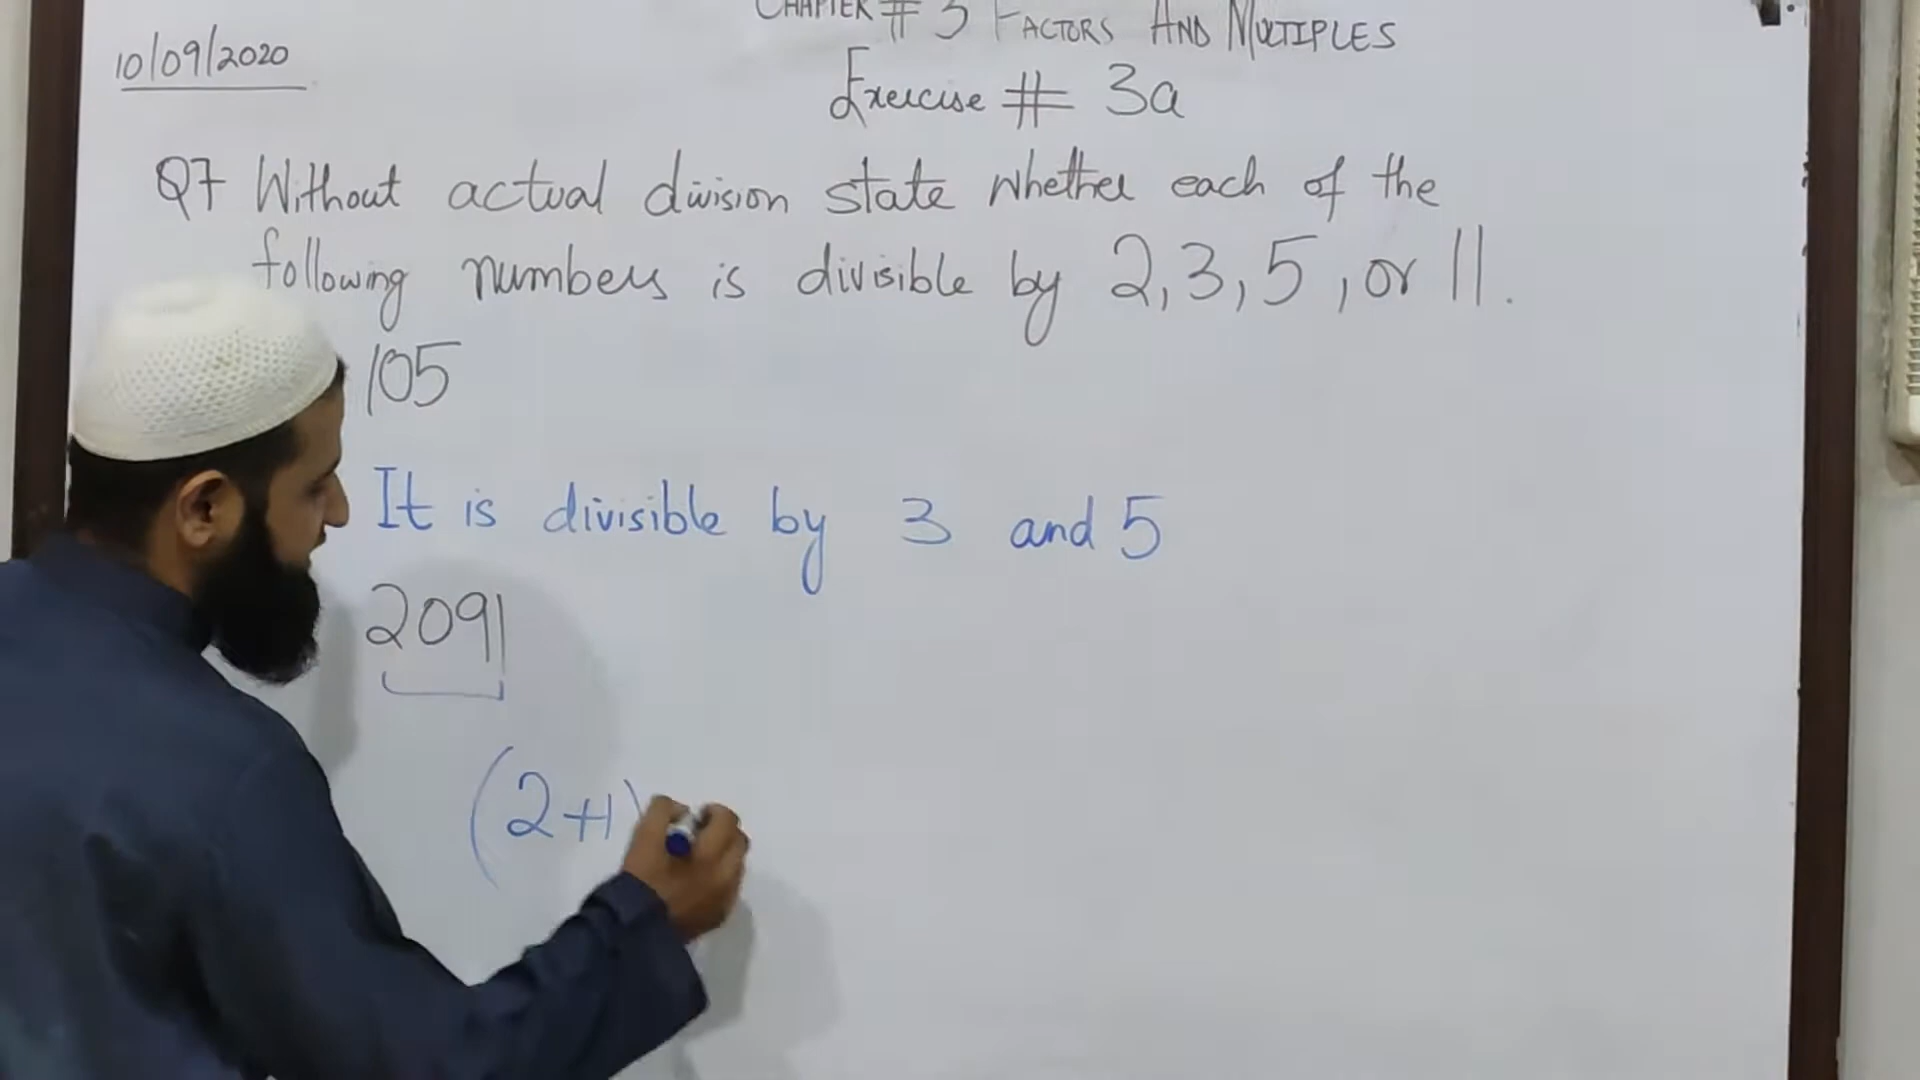 CHAPTER # 3 FACTORS AND MULTIPLES
10/09/2020
Exercise # 3a
Q7 Without actual division state whether each of the
following numbers is divisible by 2, 3, 5, or 11.
105
It is divisible by 3 and 5
2091
(2+1)